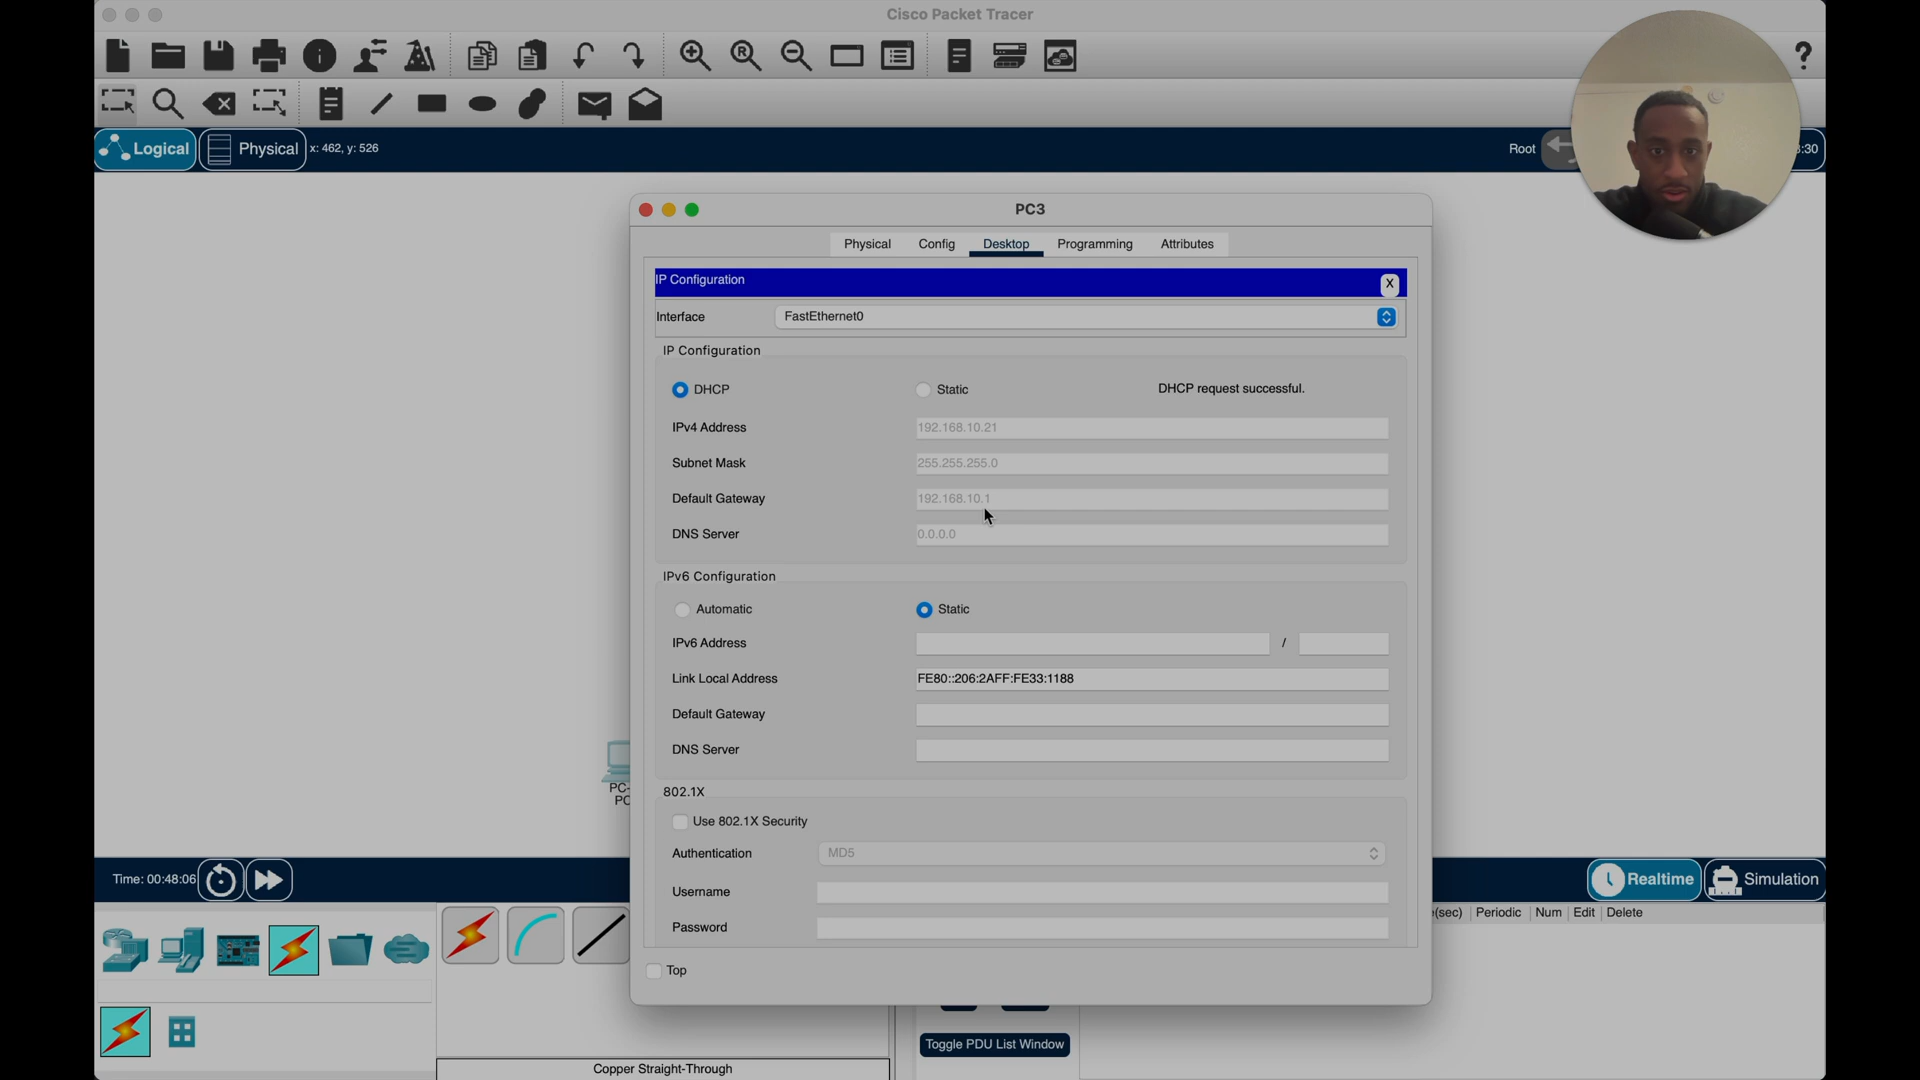 Cisco Packet Tracer
?
Logical
Physical
x: 462, y: 526
Root
:30
PC3
Physical
Config
Desktop
Programming
Attributes
IP Configuration
X
Interface
FastEthernet0
IP Configuration
DHCP
Static
DHCP request successful.
IPv4 Address
192.168.10.21
Subnet Mask
255.255.255.0
Default Gateway
192.168.10.1
DNS Server
0.0.0.0
IPv6 Configuration
Automatic
Static
IPv6 Address
/
Link Local Address
FE80::206:2AFF:FE33:1188
Default Gateway
DNS Server
802.1X
Use 802.1X Security
Authentication
MD5
Username
Password
Top
PC-
PC
Time: 00:48:06
Realtime
Simulation
(sec)
Periodic
Num
Edit
Delete
Toggle PDU List Window
Copper Straight-Through